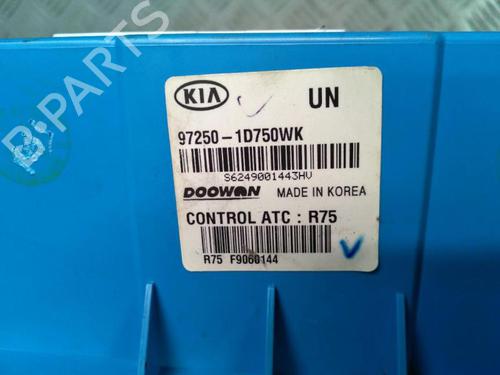 KIA
UN
97250-1D750WK
S6249001443HV
DOOWON MADE IN KOREA
CONTROL ATC : R75
R75 F9060144
B-PARTS